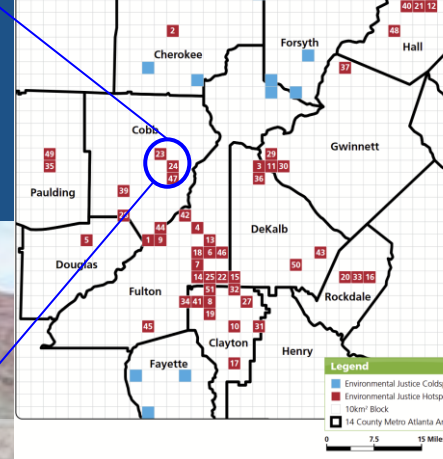 40 21 12
2
48
Forsyth
Hall
Cherokee
37
Cobb
Gwinnett
49
23
29
35
24
3 11 30
47
36
Paulding
39
42
44
4
DeKalb
5
1 9
13
18 6 46
43
Douglas
7
50
14 25 22 15
20 33 16
Fulton
51
32
Rockdale
34 41 8
27
19
45
10
31
Clayton
Henry
Fayette
17
Legend
Environmental Justice Colds
Environmental Justice Hotsp
10km² Block
14 County Metro Atlanta Ar
0 7.5 15 Mile